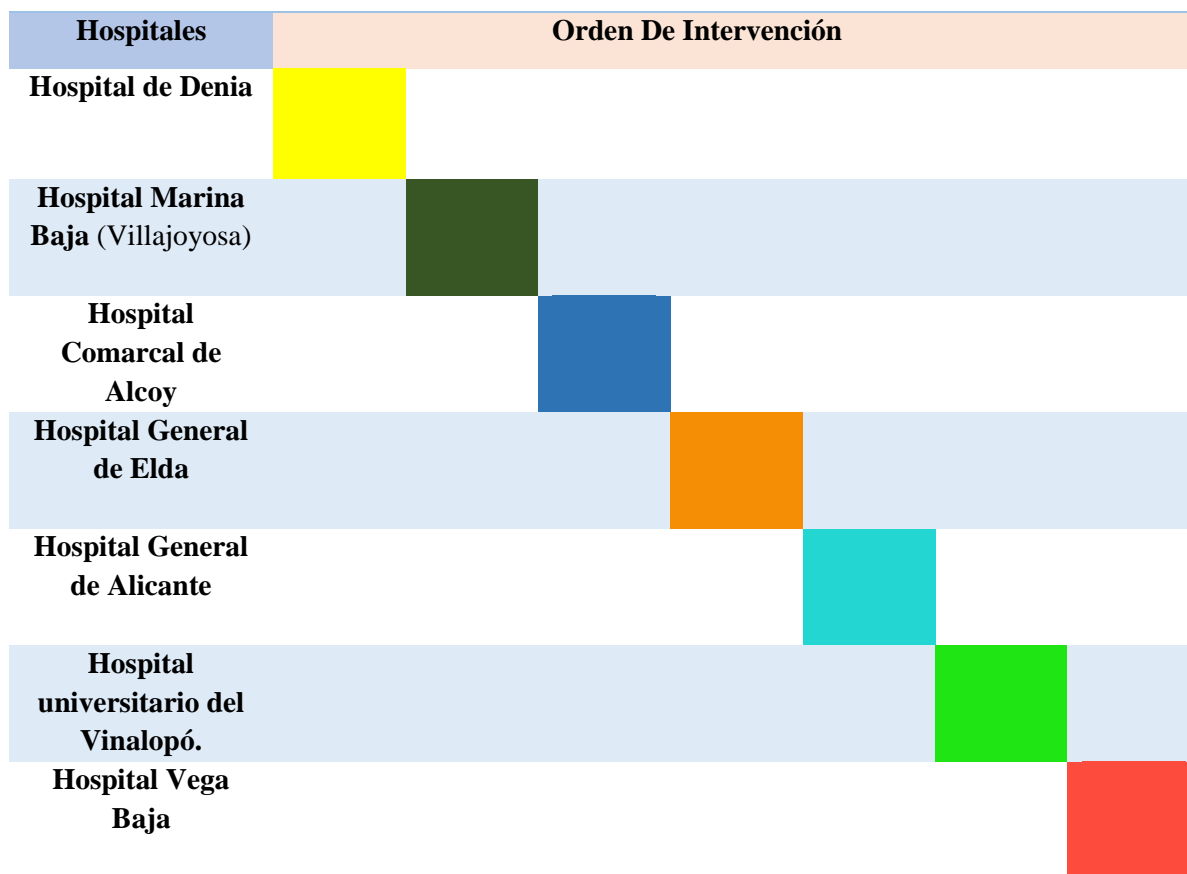 Hospitales
Orden De Intervención
Hospital de Denia
Hospital Marina
Baja (Villajoyosa)
Hospital
Comarcal de
Alcoy
Hospital General
de Elda
Hospital General
de Alicante
Hospital
universitario del
Vinalopó.
Hospital Vega
Baja